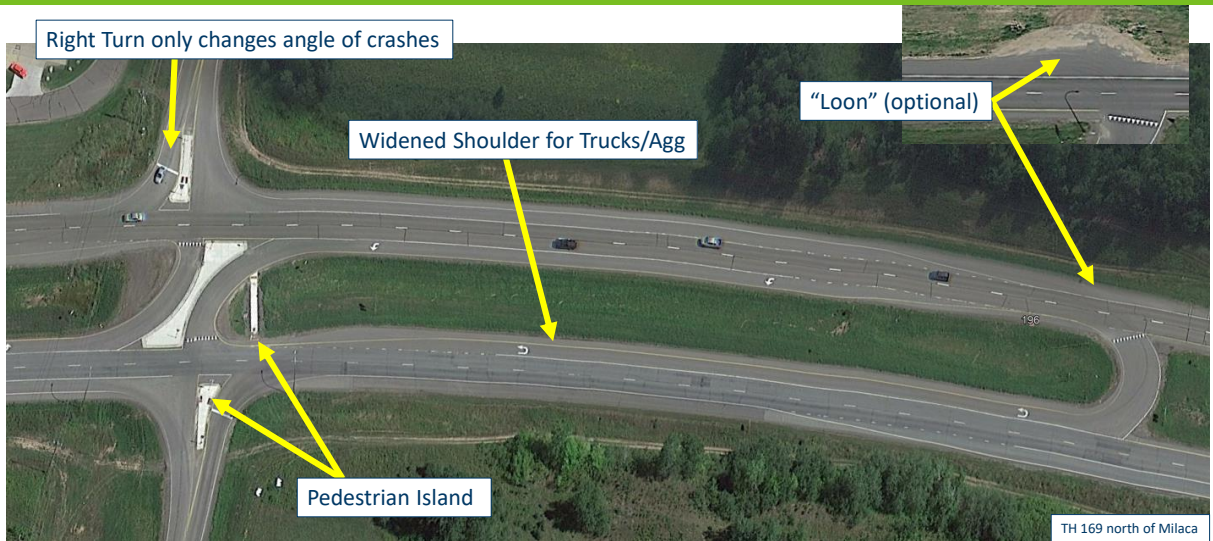 Right Turn only changes angle of crashes
"Loon" (optional)
Widened Shoulder for Trucks/Agg
196
Pedestrian Island
TH 169 north of Milaca